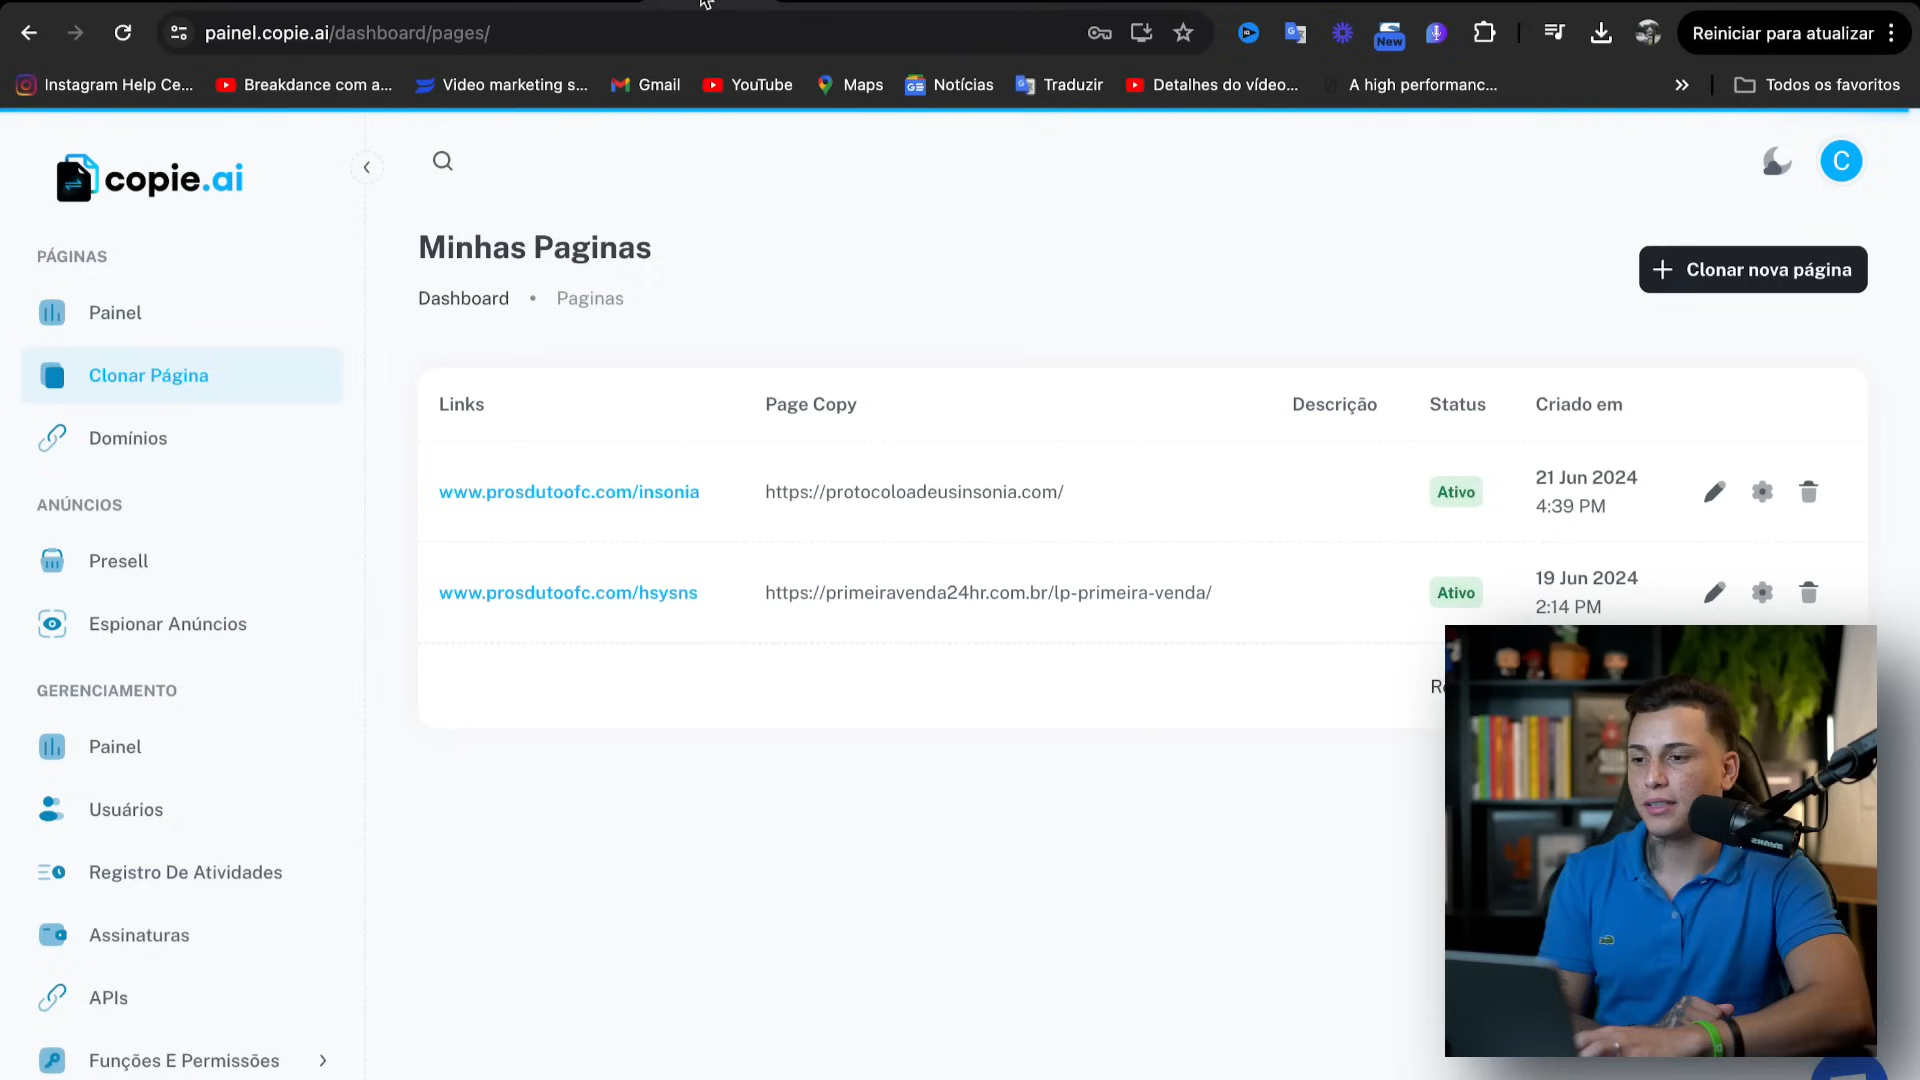 painel.copie.ai/dashboard/pages/
New
Reiniciar para atualizar
Instagram Help Ce...
Breakdance com a...
Video marketing s...
Gmail
YouTube
Maps
Notícias
Traduzir
Detalhes do vídeo...
A high performanc...
Todos os favoritos
copie.ai
C
PÁGINAS
Painel
Clonar Página
Domínios
ANÚNCIOS
Presell
Espionar Anúncios
GERENCIAMENTO
Painel
Usuários
Registro De Atividades
Assinaturas
APIs
Funções E Permissões
Minhas Paginas
Dashboard • Paginas
+ Clonar nova página
Links Page Copy Descrição Status Criado em
www.prosdutoofc.com/insonia https://protocoloadeusinsonia.com/ Ativo 21 Jun 2024
4:39 PM
www.prosdutoofc.com/hsysns https://primeiravenda24hr.com.br/lp-primeira-venda/ Ativo 19 Jun 2024
2:14 PM
SHURE